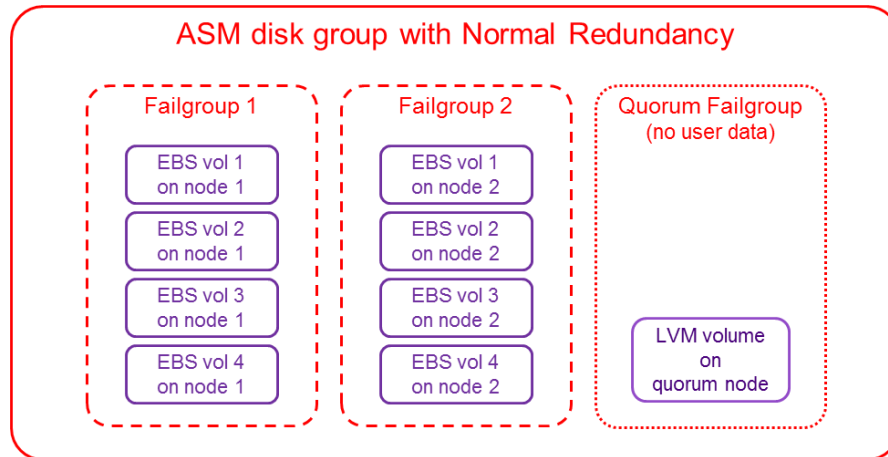 ASM disk group with Normal Redundancy
Failgroup 1
EBS vol 1
on node 1
EBS vol 2
on node 1
EBS vol 3
on node 1
EBS vol 4
on node 1
Failgroup 2
EBS vol 1
on node 2
EBS vol 2
on node 2
EBS vol 3
on node 2
EBS vol 4
on node 2
Quorum Failgroup
(no user data)
LVM volume
on
quorum node